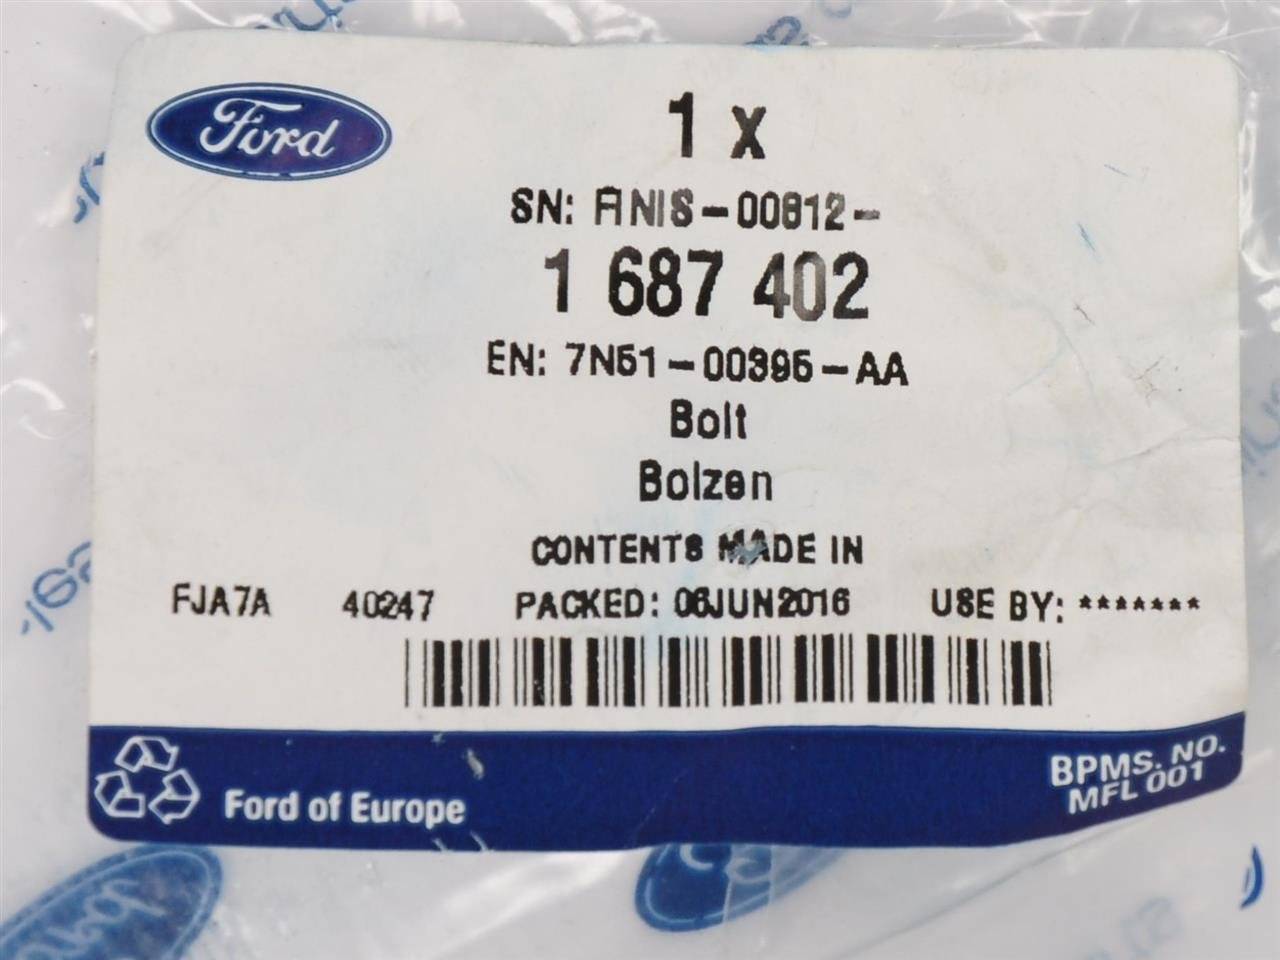 Ford
1 X
SN: FINIS-00812-
1 687 402
EN: 7N51-00395-AA
Bolt
Bolzen
CONTENTS MADE IN
FJA7A 40247 PACKED: 06JUN2016 USE BY: *******
Ford of Europe
BPMS. NO.
MFL 001